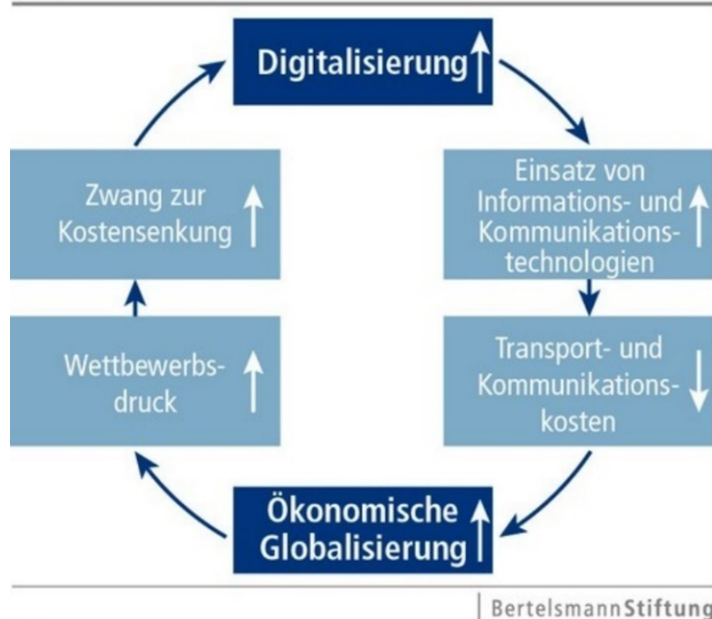 Digitalisierung
Einsatz von
Informations- und
Kommunikations-
technologien
Transport- und
Kommunikations-
kosten
Ökonomische
Globalisierung
Wettbewerbs-
druck
Zwang zur
Kostensenkung
BertelsmannStiftung